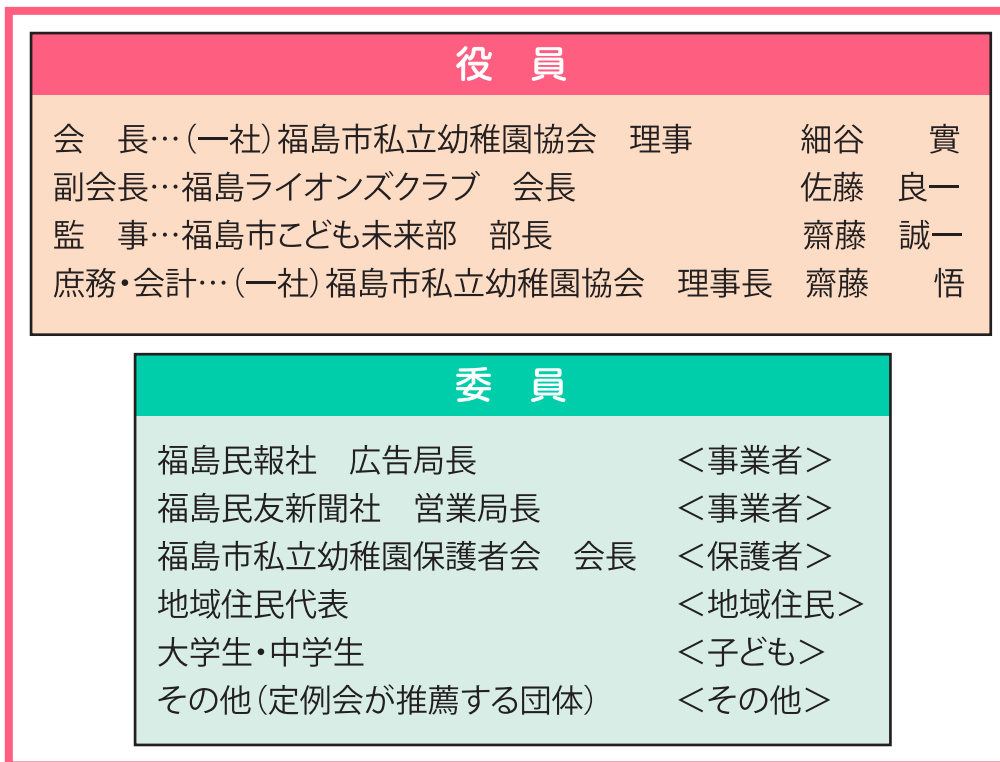 役　員
会　長…（一社）福島市私立幼稚園協会　理事　細谷　實
副会長…福島ライオンズクラブ　会長　佐藤　良一
監　事…福島市こども未来部　部長　齋藤　誠一
庶務・会計…（一社）福島市私立幼稚園協会　理事長　齋藤　悟
委　員
福島民報社　広告局長　＜事業者＞
福島民友新聞社　営業局長　＜事業者＞
福島市私立幼稚園保護者会　会長　＜保護者＞
地域住民代表　＜地域住民＞
大学生・中学生　＜子ども＞
その他（定例会が推薦する団体）　＜その他＞